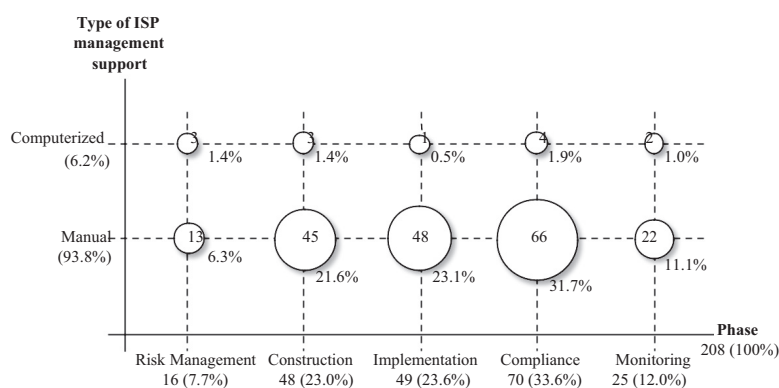 Type of ISP
management
support
Computerized
(6.2%)
3
1.4%
3
1.4%
1
0.5%
4
1.9%
2
1.0%
Manual
(93.8%)
13
6.3%
45
21.6%
48
23.1%
66
31.7%
22
11.1%
Phase
208 (100%)
Risk Management
16 (7.7%)
Construction
48 (23.0%)
Implementation
49 (23.6%)
Compliance
70 (33.6%)
Monitoring
25 (12.0%)